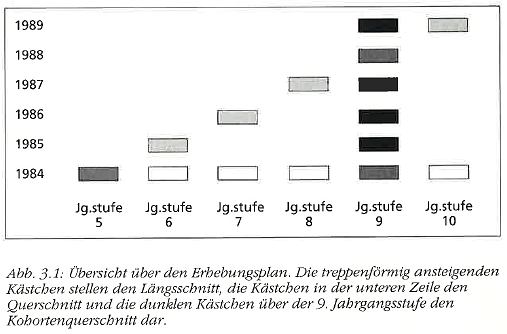 1989
1988
1987
1986
1985
1984
Jg.stufe Jg.stufe Jg.stufe Jg.stufe Jg.stufe Jg.stufe
5 6 7 8 9 10
Abb. 3.1: Übersicht über den Erhebungsplan. Die treppenförmig ansteigenden
Kästchen stellen den Längsschnitt, die Kästchen in der unteren Zeile den
Querschnitt und die dunklen Kästchen über der 9. Jahrgangsstufe den
Kohortenquerschnitt dar.